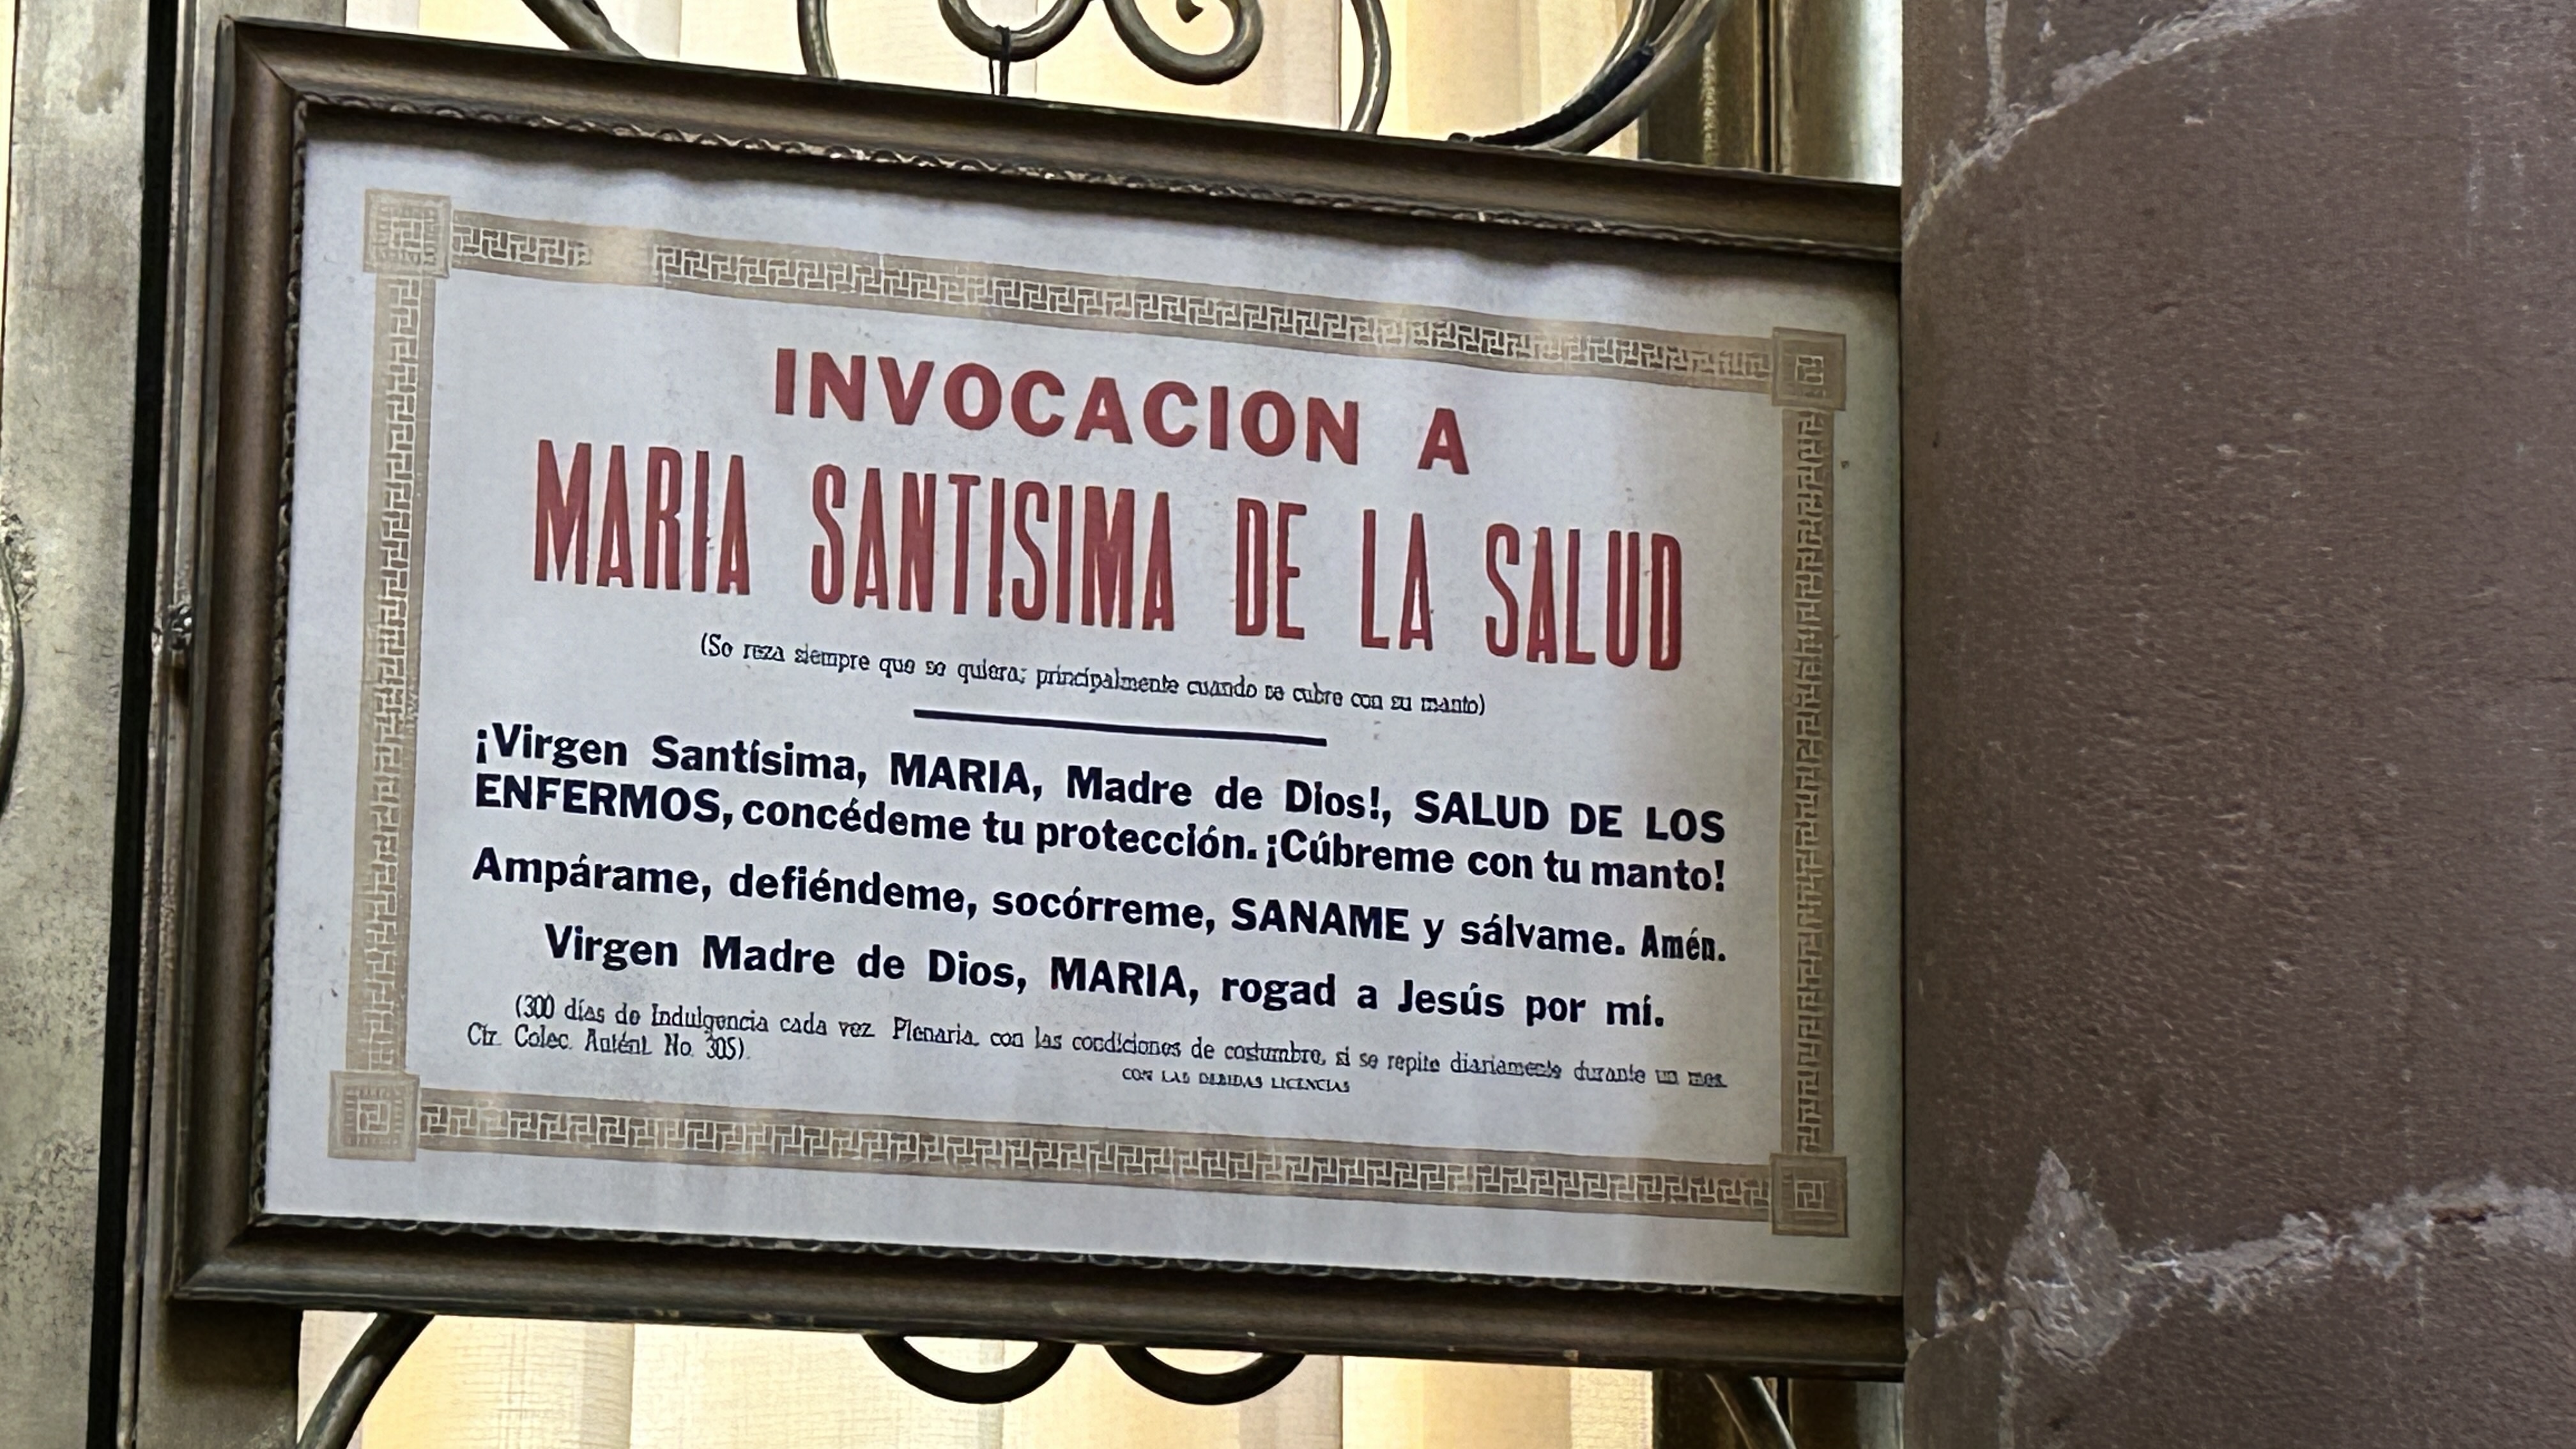 INVOCACION A
MARIA SANTISIMA DE LA SALUD
(Se reza siempre que se quiera; principalmente cuando se cubre con su manto)
¡Virgen Santísima, MARIA, Madre de Dios!, SALUD DE LOS
ENFERMOS, concédeme tu protección. ¡Cúbreme con tu manto!
Ampárame, defiéndeme, socórreme, SANAME y sálvame. Amén.
Virgen Madre de Dios, MARIA, rogad a Jesús por mí.
(300 días de Indulgencia cada vez Plenaria, con las condiciones de costumbre, si se repite diariamente durante un mes.
Colec. Autént. No. 305).
CON LAS DEBIDAS LICENCIAS